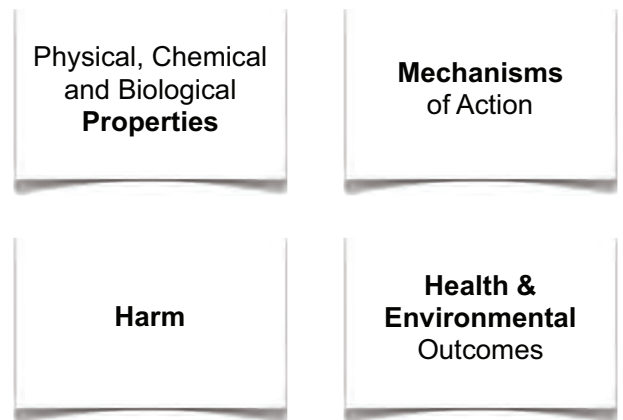 Physical, Chemical
and Biological
Properties
Mechanisms
of Action
Harm
Health &
Environmental
Outcomes